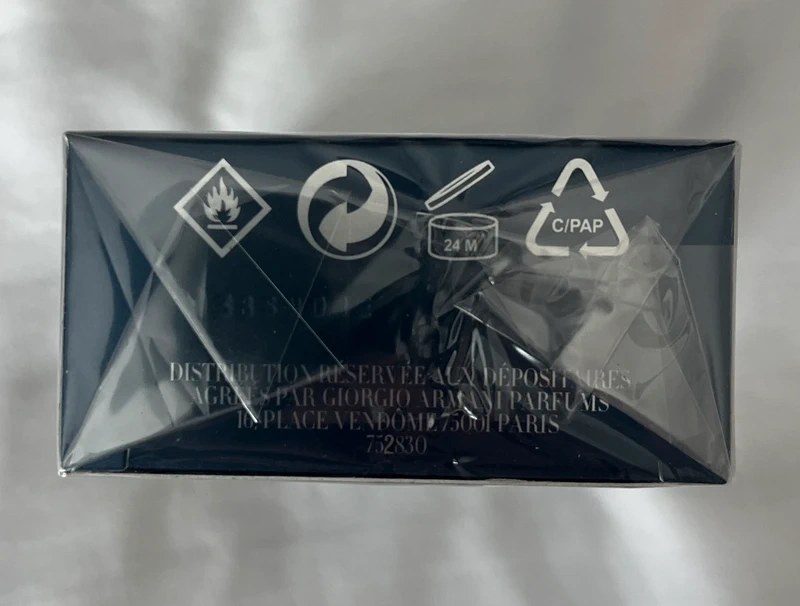 24 M
C/PAP
DISTRIBUTION RÉSERVÉE AUX DÉPOSITAIRES
AGRÉÉS PAR GIORGIO ARMANI PARFUMS
10, PLACE VENDÔME 75001 PARIS
752830